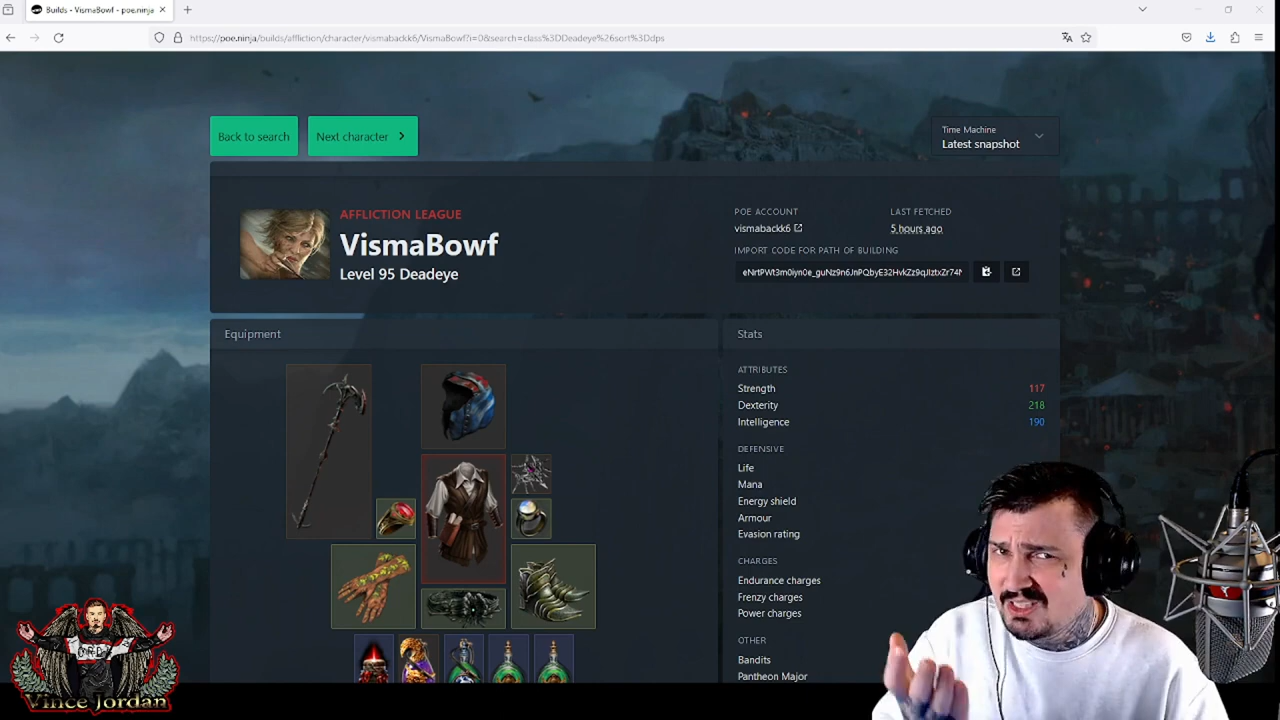 Builds - VismaBowf - poe.ninja
https://poe.ninja/builds/affliction/character/vismabackk6/VismaBowf?i=0&search=class%3DDeadeye%26sort%3Ddps
Back to search
Next character
Time Machine
Latest snapshot
AFFLICTION LEAGUE
VismaBowf
Level 95 Deadeye
POE ACCOUNT
vismabackk6
LAST FETCHED
5 hours ago
IMPORT CODE FOR PATH OF BUILDING
Equipment
Stats
ATTRIBUTES
Strength 117
Dexterity 218
Intelligence 190
DEFENSIVE
Life
Mana
Energy shield
Armour
Evasion rating
CHARGES
Endurance charges
Frenzy charges
Power charges
OTHER
Bandits
Pantheon Major
Vince Jordan